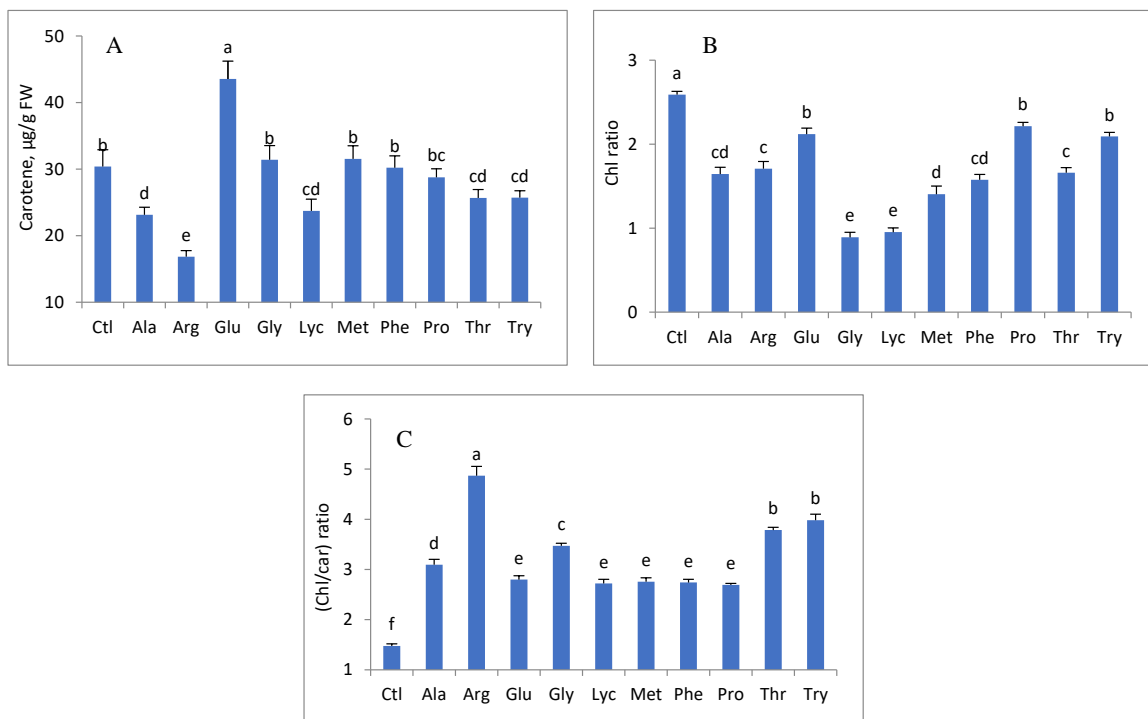 A
Carotene, µg/g FW
50
40
30
20
10
b d e a b cd b b bc cd cd
Ctl Ala Arg Glu Gly Lyc Met Phe Pro Thr Try
B
Chl ratio
3
2
1
0
a cd c b e e d cd b c b
Ctl Ala Arg Glu Gly Lyc Met Phe Pro Thr Try
C
(Chl/car) ratio
6
5
4
3
2
1
f d a e c e e e e b b
Ctl Ala Arg Glu Gly Lyc Met Phe Pro Thr Try